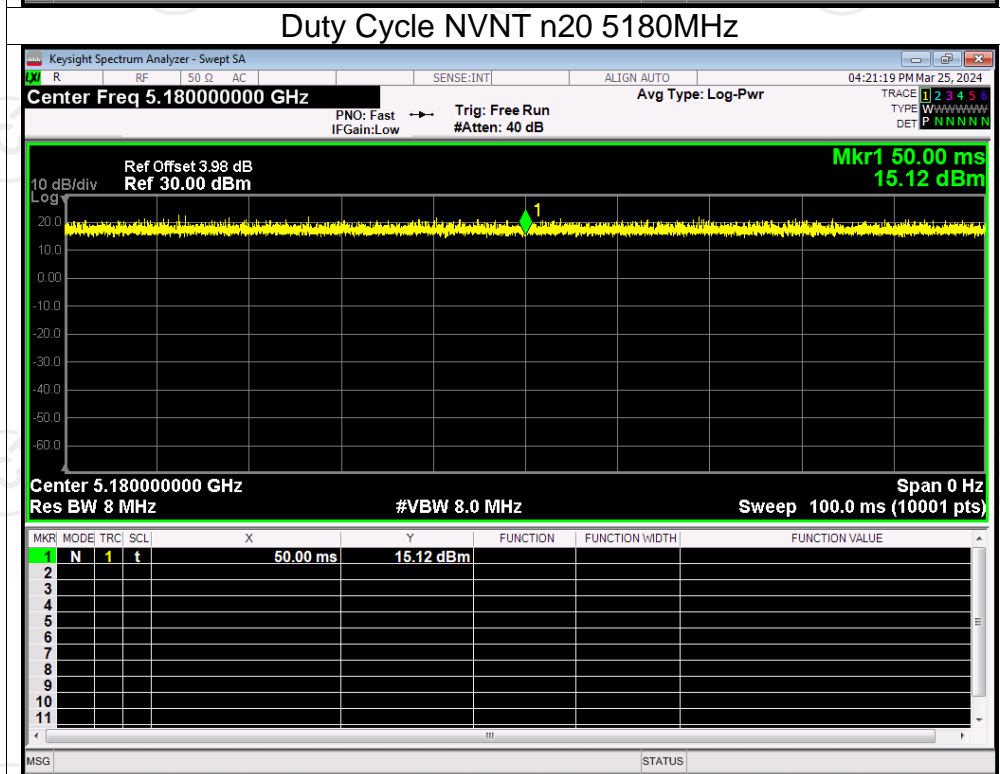 Duty Cycle NVNT n20 5180MHz
Keysight Spectrum Analyzer - Swept SA
LXI R RF 50 Ω AC SENSE:INT ALIGN AUTO 04:21:19 PM Mar 25, 2024
Center Freq 5.180000000 GHz
PNO: Fast
IFGain:Low
Trig: Free Run
#Atten: 40 dB
Avg Type: Log-Pwr
TRACE 1 2 3 4 5 6
TYPE WWWWWW
DET P N N N N N
Mkr1 50.00 ms
15.12 dBm
Ref Offset 3.98 dB
10 dB/div Ref 30.00 dBm
Log
1
20.0
10.0
0.00
-10.0
-20.0
-30.0
-40.0
-50.0
-60.0
Center 5.180000000 GHz Span 0 Hz
Res BW 8 MHz #VBW 8.0 MHz Sweep 100.0 ms (10001 pts)
MKR MODE TRC SCL X Y FUNCTION FUNCTION WIDTH FUNCTION VALUE
1 N 1 t 50.00 ms 15.12 dBm
2
3
4
5
6
7
8
9
10
11
MSG STATUS